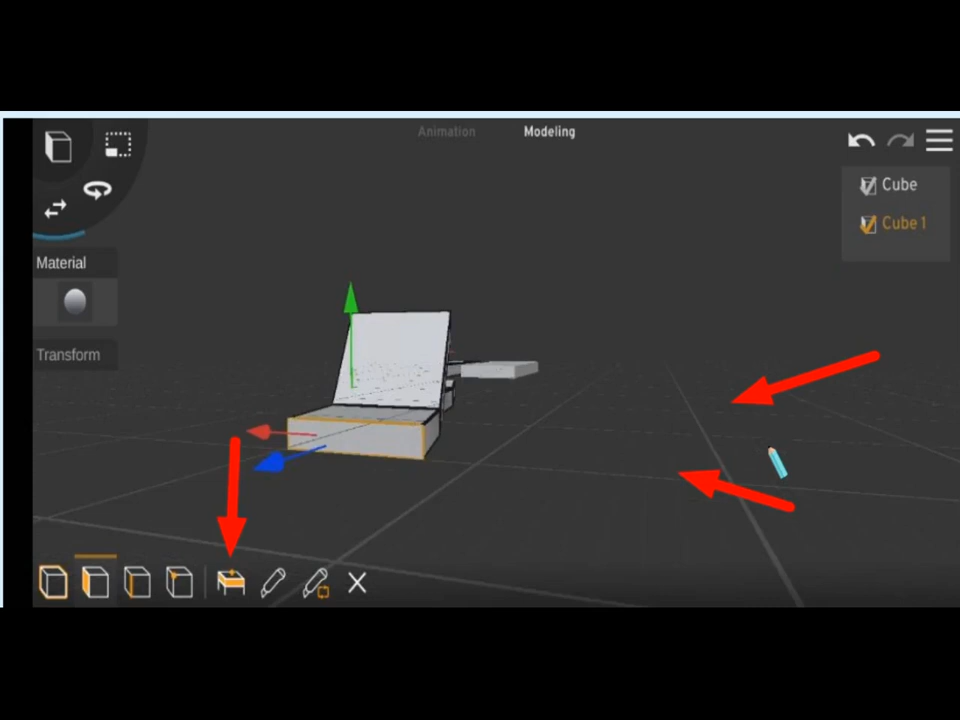 Animation
Modeling
Cube
Cube 1
Material
Transform